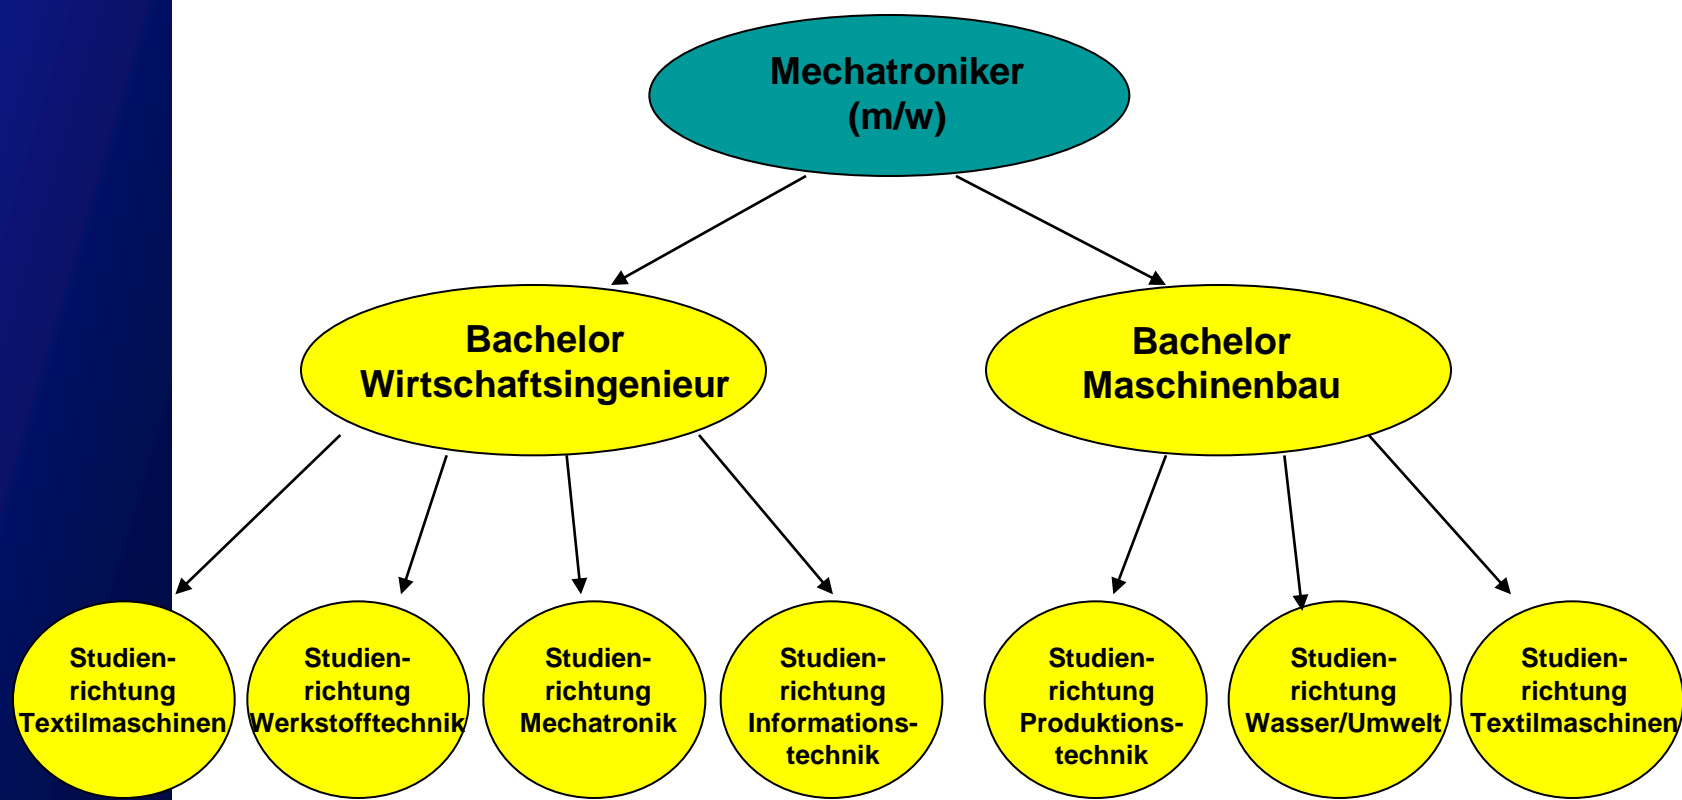 Mechatroniker
(m/w)
Bachelor
Wirtschaftsingenieur
Bachelor
Maschinenbau
Studien-
richtung
Textilmaschinen
Studien-
richtung
Werkstofftechnik
Studien-
richtung
Mechatronik
Studien-
richtung
Informations-
technik
Studien-
richtung
Produktions-
technik
Studien-
richtung
Wasser/Umwelt
Studien-
richtung
Textilmaschinen